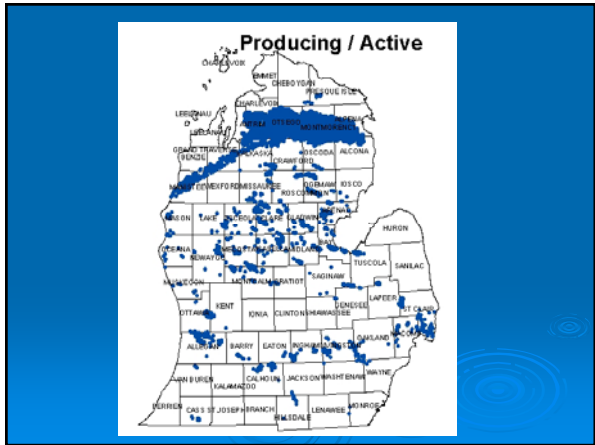 Producing / Active
CHARLEVOIX
EMMET
CHEBOYGAN
PRESQUE ISLE
CHARLEVOIX
LEELANAU
ANTRIM OTSEGO MONTMORENCY ALPENA
LEELANAU
GRAND TRAVERSE KALKASKA CRAWFORD OSCODA ALCONA
BENZIE
MANISTEE WEXFORD MISSAUKEE ROSCOMMON OGEMAW IOSCO
MASON LAKE OSCEOLA CLARE GLADWIN ARENAC
HURON
OCEANA NEWAYGO MECOSTA ISABELLA MIDLAND BAY
TUSCOLA SANILAC
MUSKEGON MONTCALM GRATIOT SAGINAW
GENESEE LAPEER ST CLAIR
OTTAWA KENT IONIA CLINTON SHIAWASSEE
OAKLAND MACOMB
ALLEGAN BARRY EATON INGHAM LIVINGSTON
VAN BUREN KALAMAZOO CALHOUN JACKSON WASHTENAW WAYNE
BERRIEN CASS ST JOSEPH BRANCH HILLSDALE LENAWEE MONROE